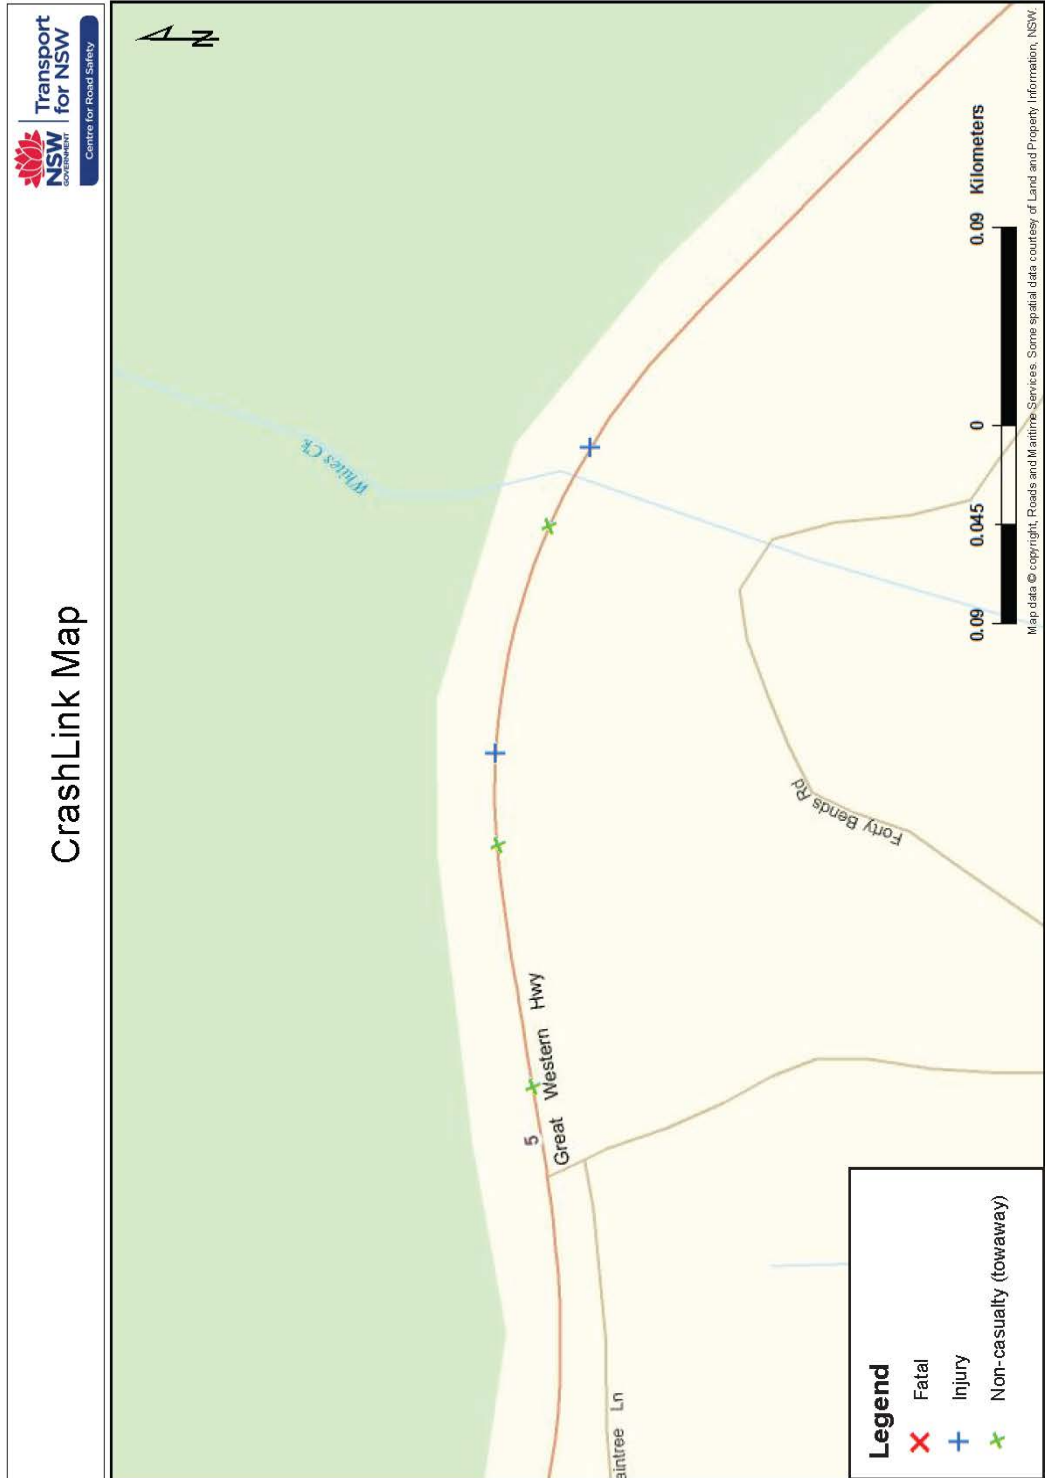 CrashLink Map
NSW
GOVERNMENT
Transport
for NSW
Centre for Road Safety
N
Whites Ck
5
Great Western Hwy
Forty Bends Rd
aintree Ln
Legend
Fatal
Injury
Non-casualty (towaway)
0.09 0.045 0 0.09 Kilometers
Map data © copyright, Roads and Maritime Services. Some spatial data courtesy of Land and Property Information, NSW.